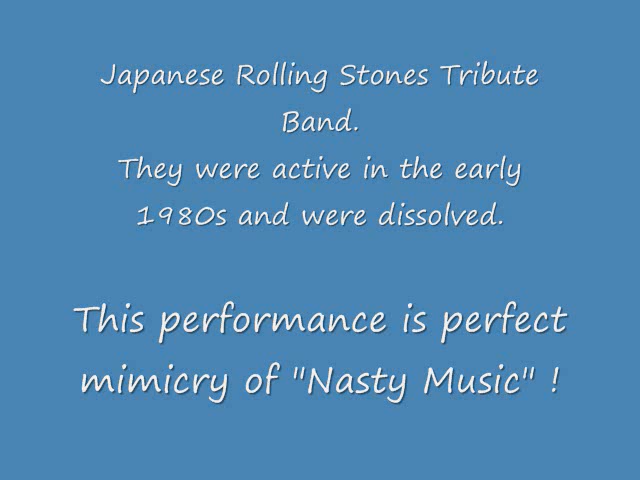 Japanese Rolling Stones Tribute
Band.
They were active in the early
1980s and were dissolved.
This performance is perfect
mimicry of "Nasty Music" !